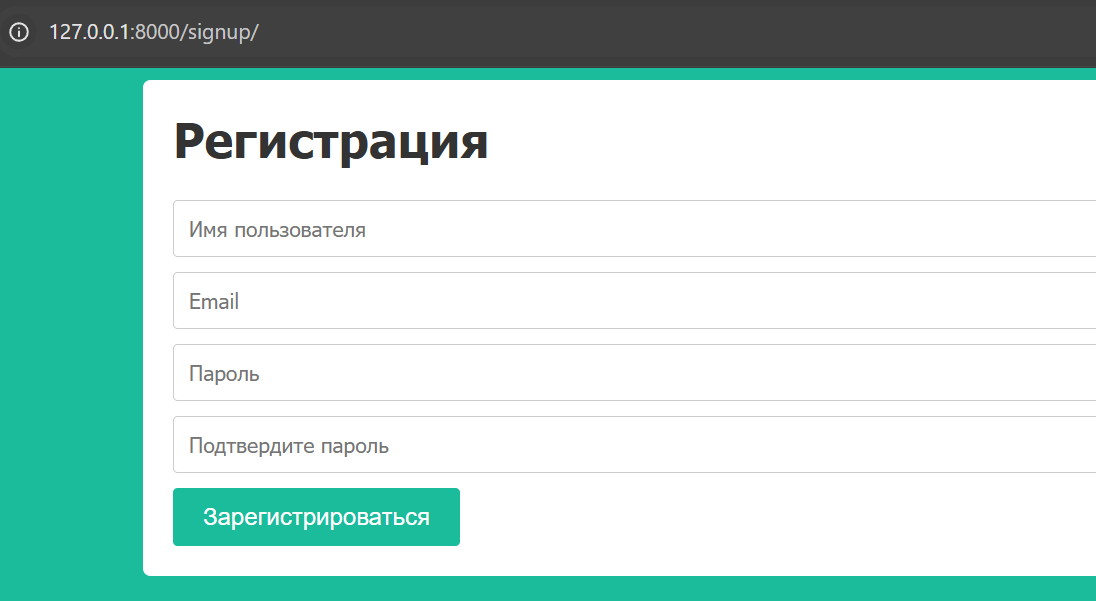 127.0.0.1:8000/signup/
Регистрация
Имя пользователя
Email
Пароль
Подтвердите пароль
Зарегистрироваться